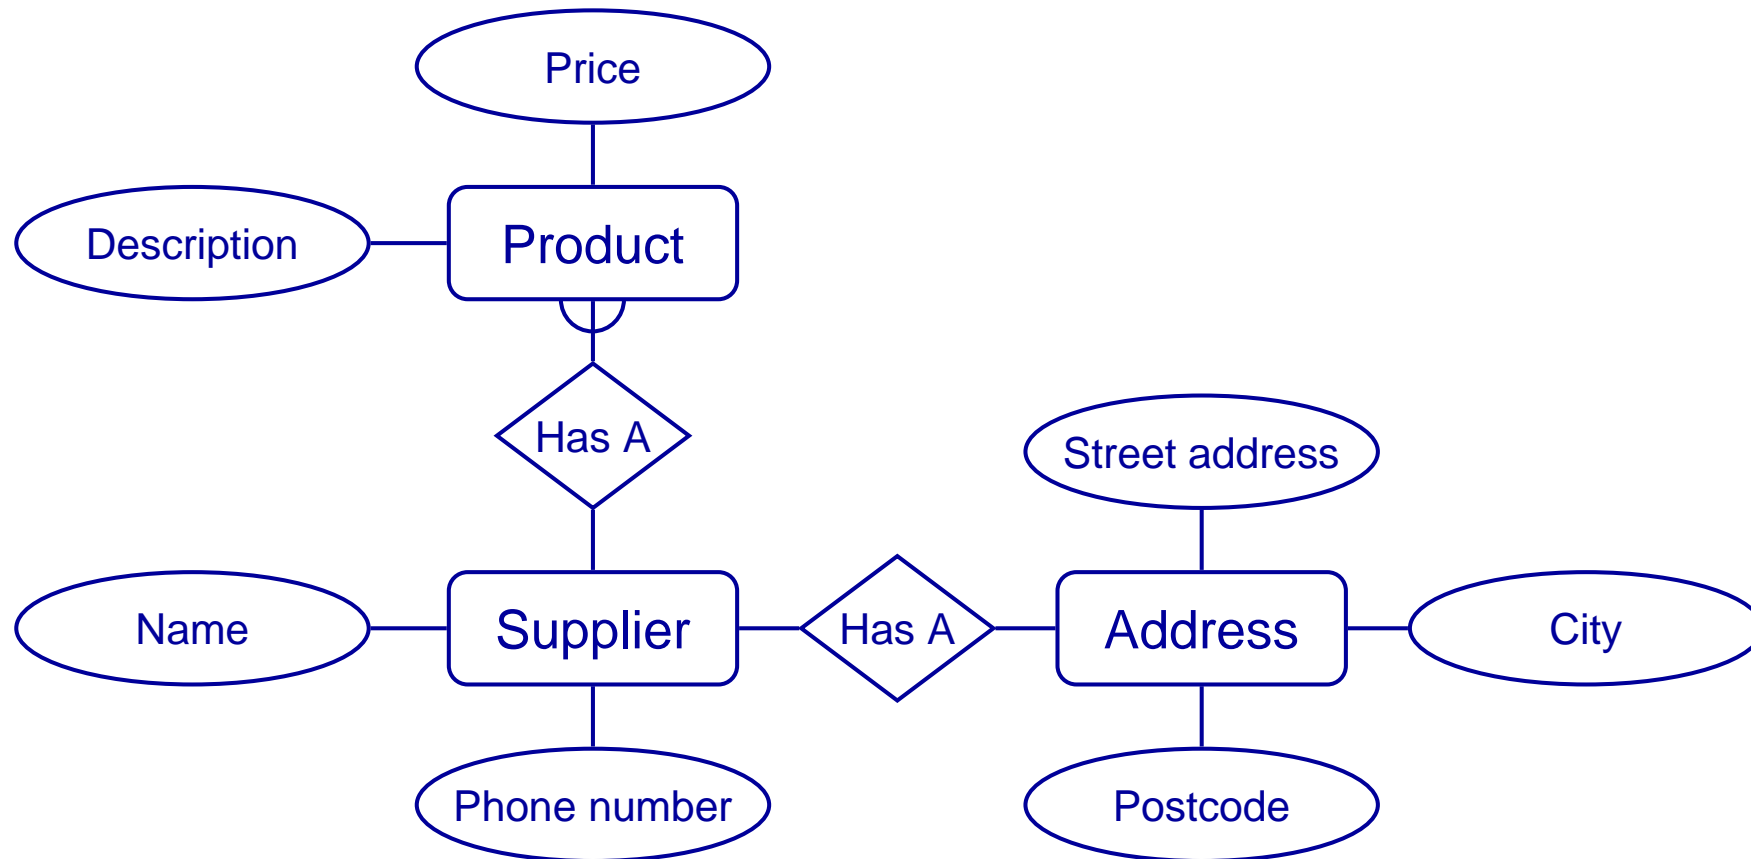 Price
Description
Product
Has A
Street address
Name
Supplier
Has A
Address
City
Phone number
Postcode